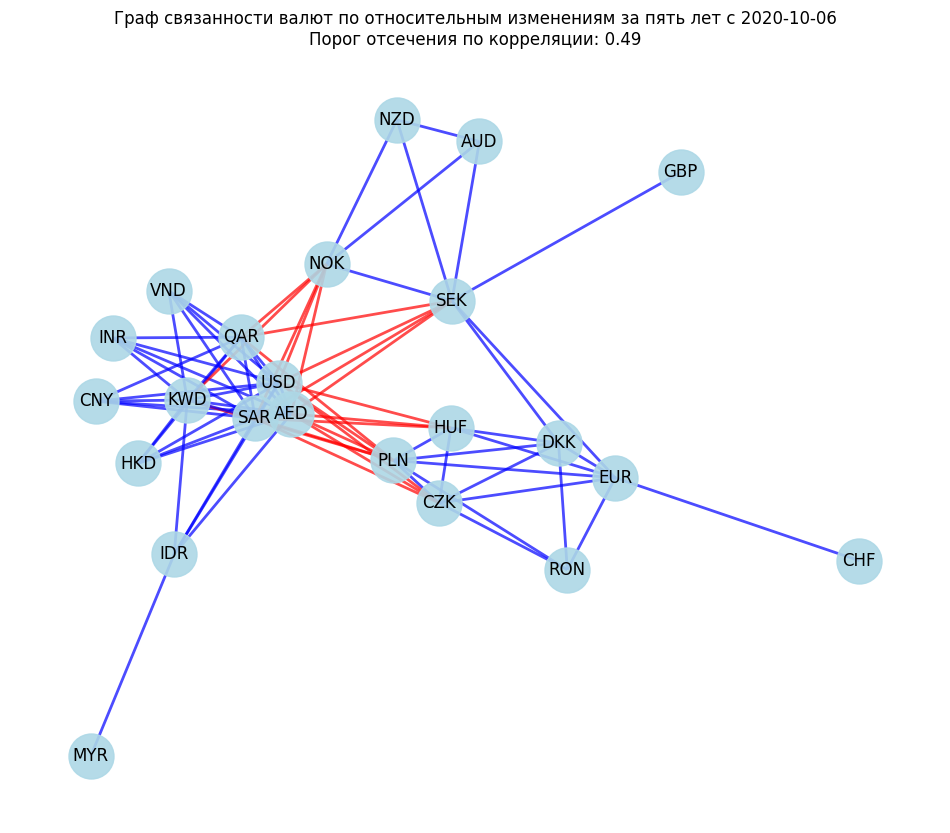 Граф связанности валют по относительным изменениям за пять лет с 2020-10-06
Порог отсечения по корреляции: 0.49
NZD
AUD
GBP
NOK
VND
SEK
INR
QAR
USD
CNY
KWD
SAR
AED
HUF
DKK
HKD
PLN
EUR
CZK
IDR
RON
CHF
MYR